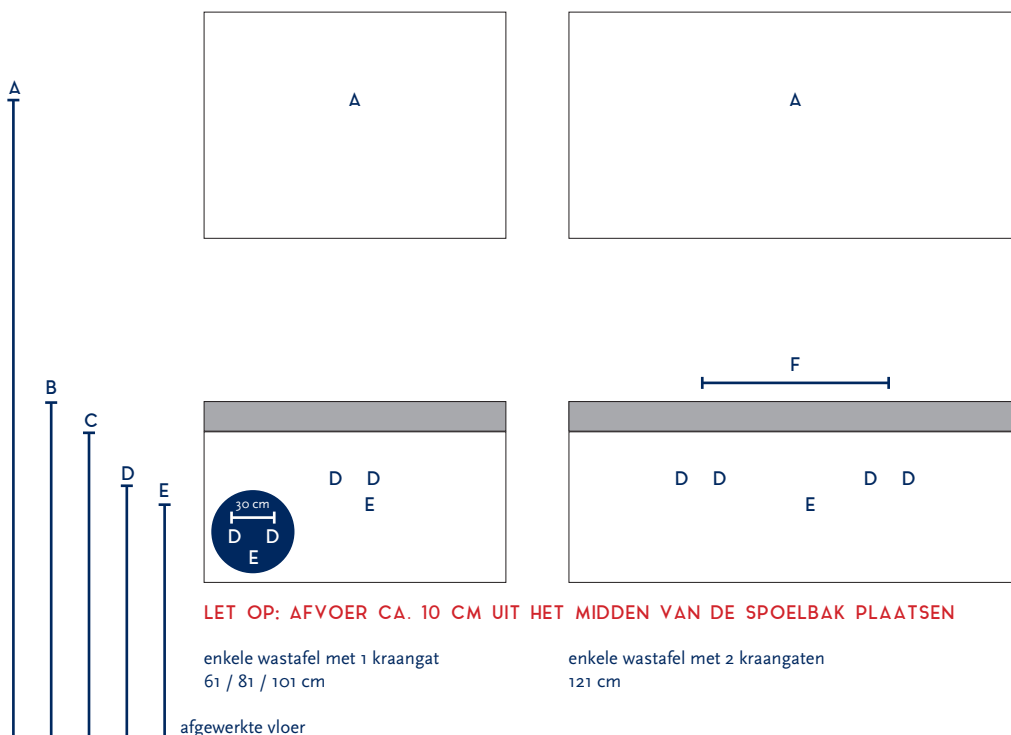 A
A
A
B
F
C
D
E
D D
E
D D
D D
E
30 cm
D D
E
LET OP: AFVOER CA. 10 CM UIT HET MIDDEN VAN DE SPOELBAK PLAATSEN
enkele wastafel met 1 kraangat
61 / 81 / 101 cm
enkele wastafel met 2 kraangaten
121 cm
afgewerkte vloer